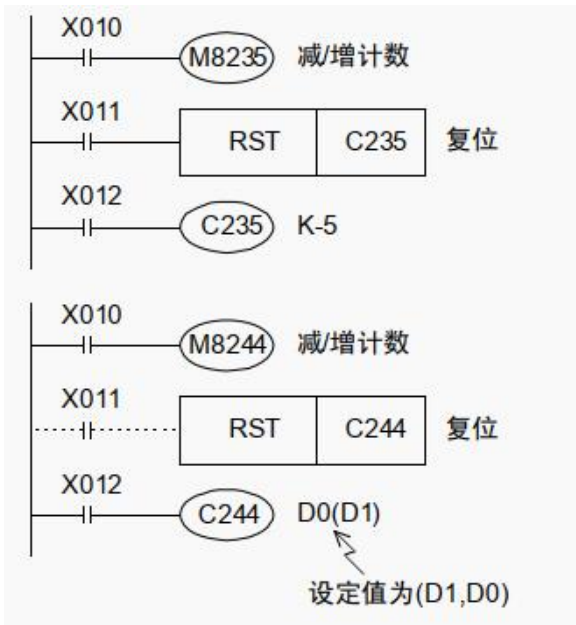 X010
M8235 减/增计数
X011
RST C235 复位
X012
C235 K-5
X010
M8244 减/增计数
X011
RST C244 复位
X012
C244 D0(D1)
设定值为(D1,D0)